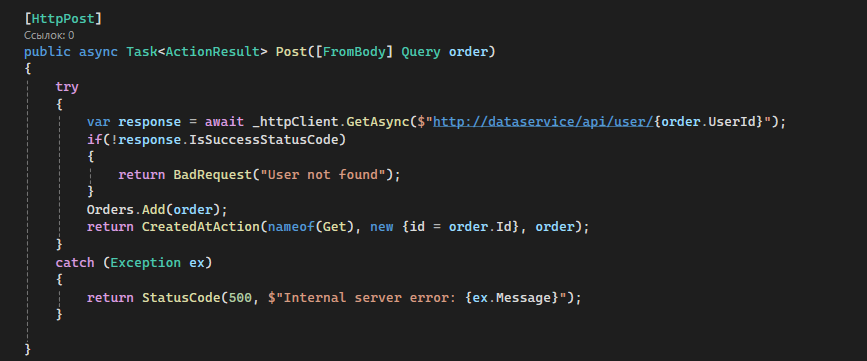 [HttpPost]
Ссылок: 0
public async Task<ActionResult> Post([FromBody] Query order)
{
try
{
var response = await _httpClient.GetAsync($"http://dataservice/api/user/{order.UserId}");
if(!response.IsSuccessStatusCode)
{
return BadRequest("User not found");
}
Orders.Add(order);
return CreatedAtAction(nameof(Get), new {id = order.Id}, order);
}
catch (Exception ex)
{
return StatusCode(500, $"Internal server error: {ex.Message}");
}
}